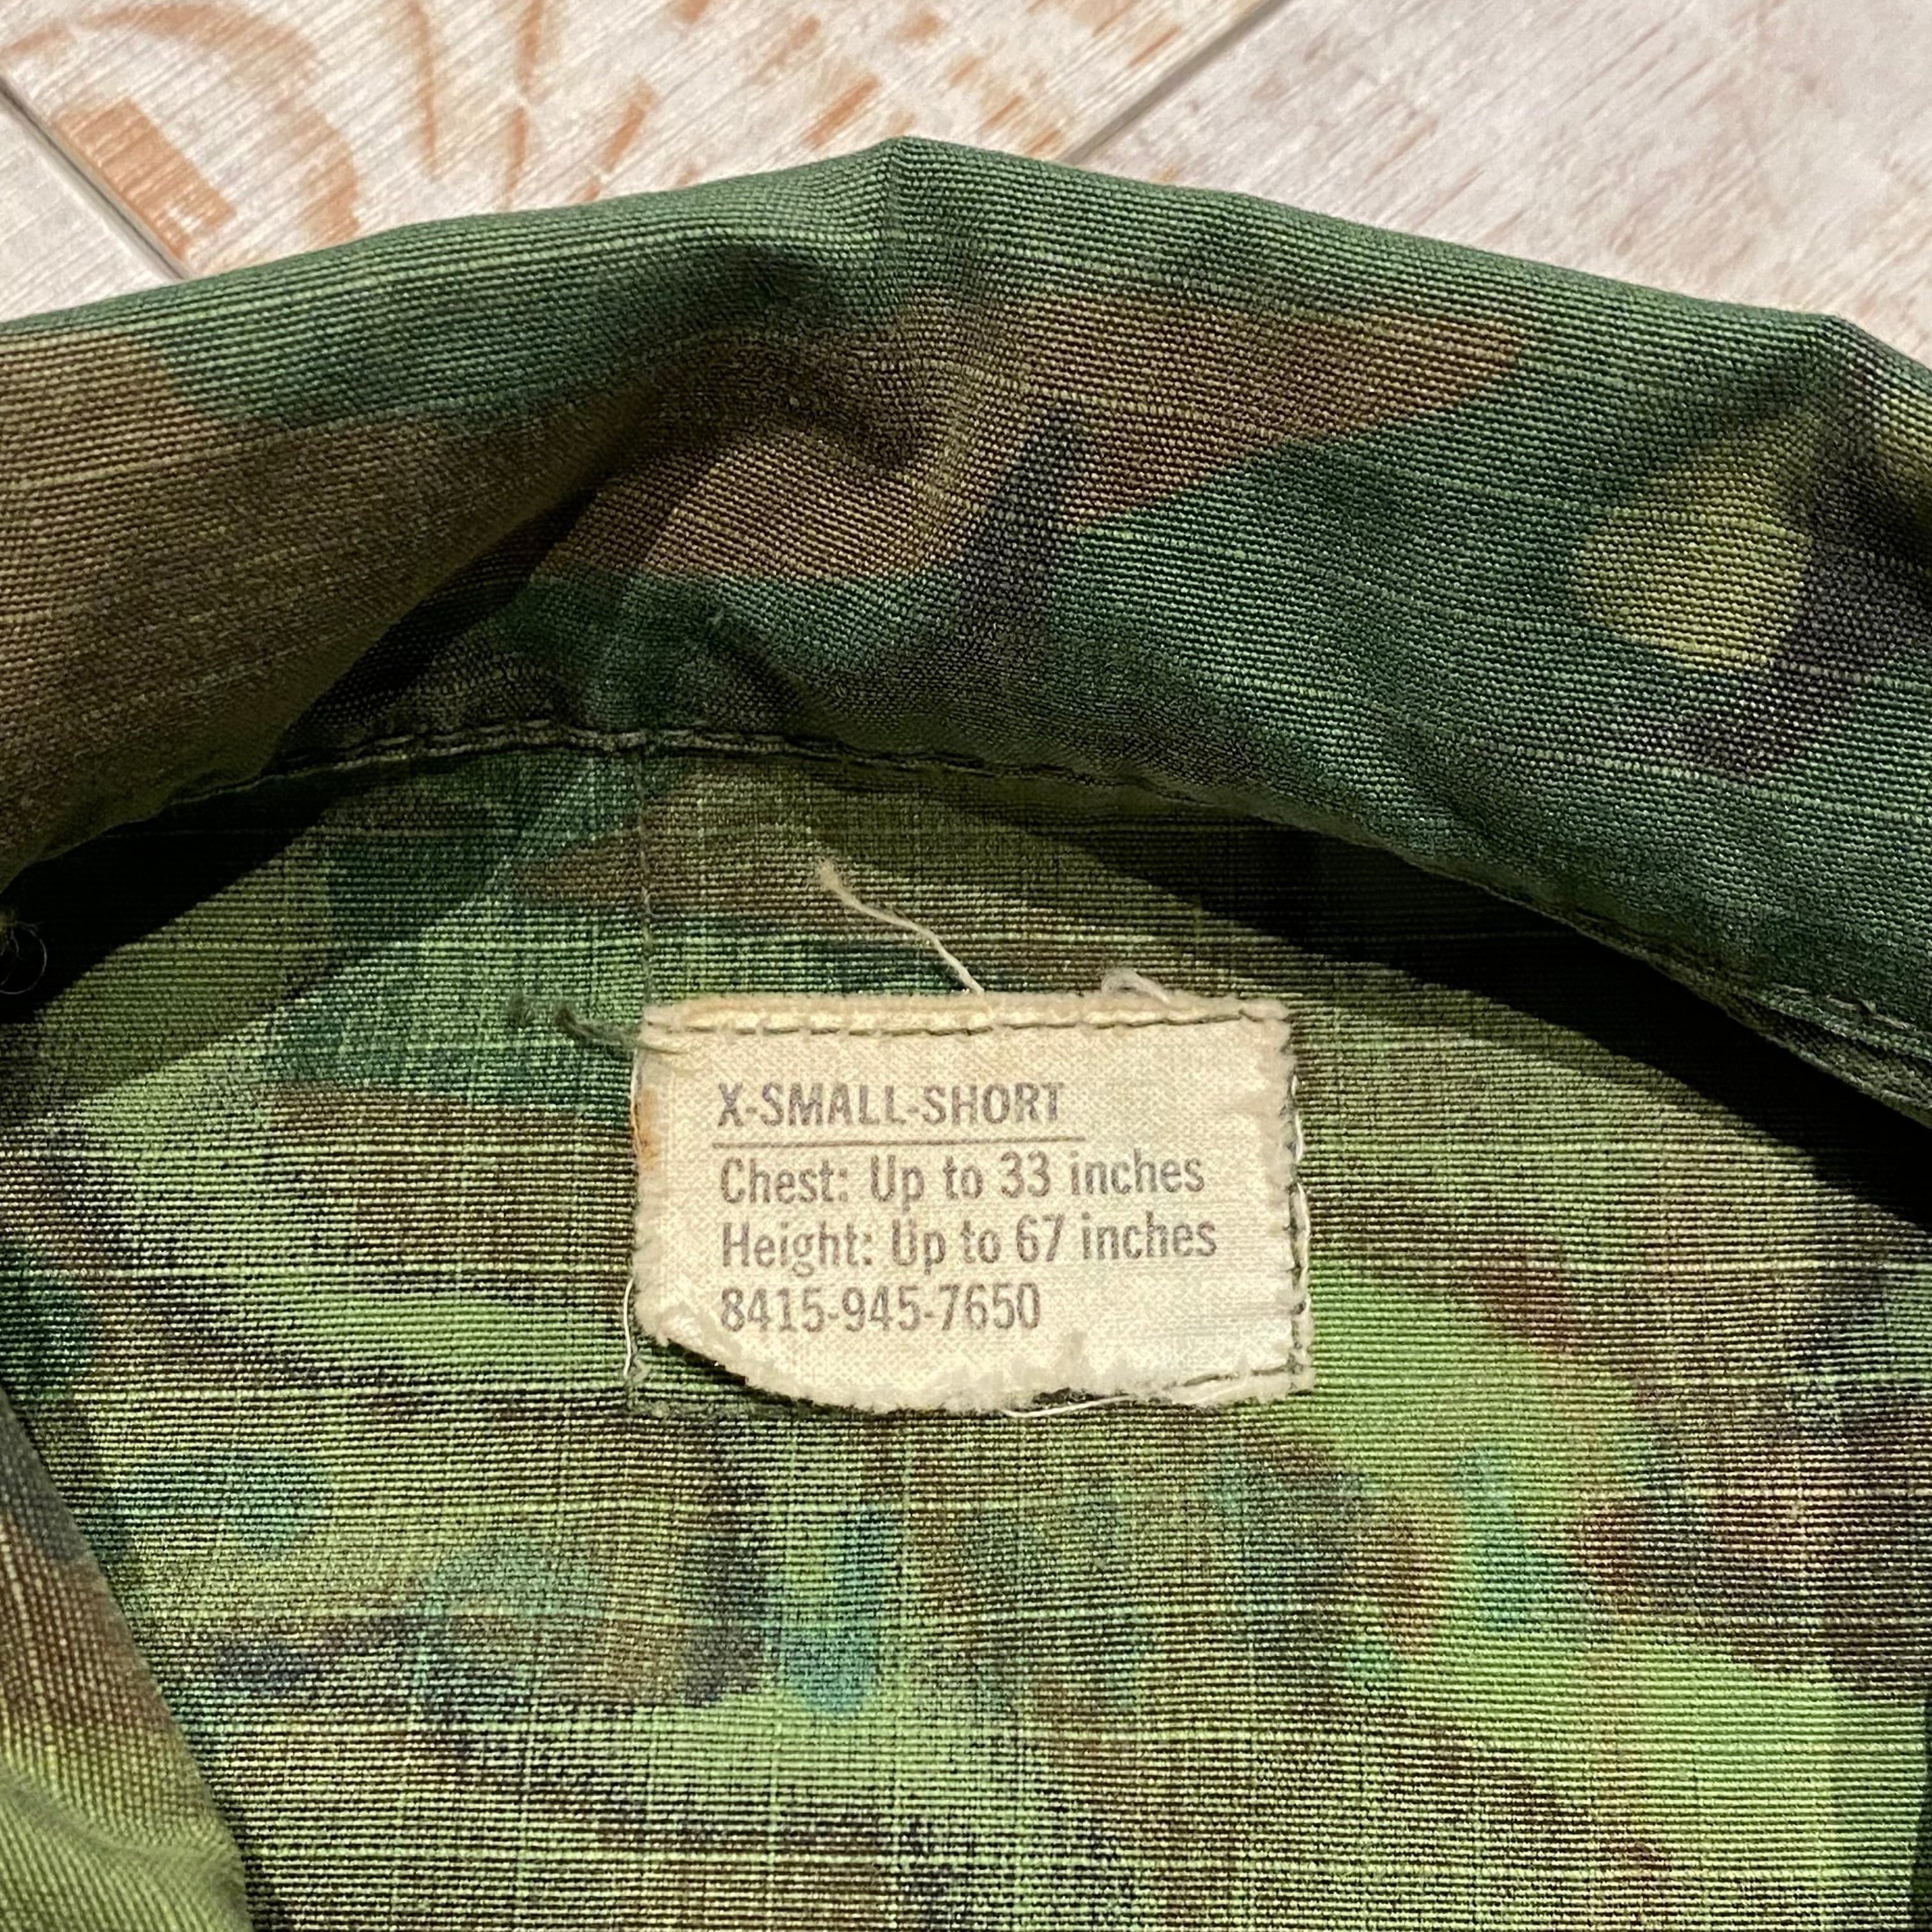 X-SMALL-SHORT
Chest: Up to 33 inches
Height: Up to 67 inches
8415-945-7650